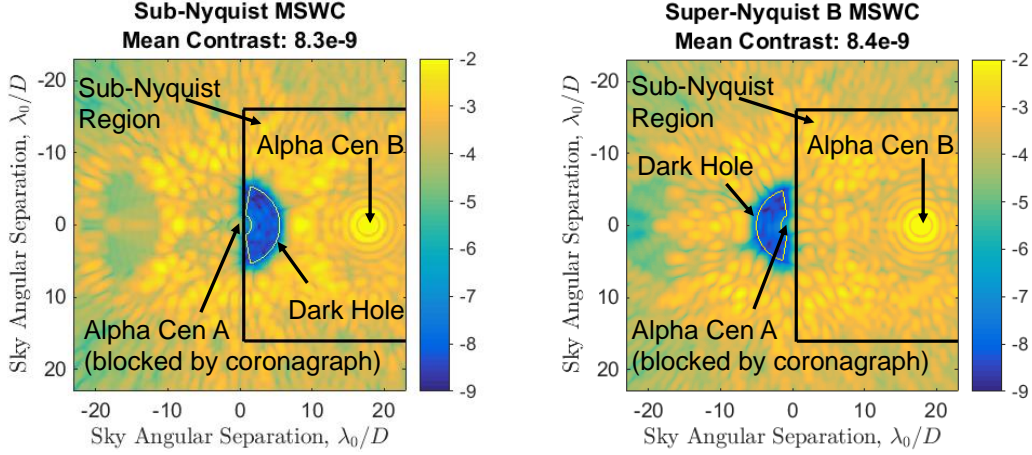 Sub-Nyquist MSWC
Mean Contrast: 8.3e-9
Sub-Nyquist
Region
Alpha Cen B
Dark Hole
Alpha Cen A
(blocked by coronagraph)
-20
-10
0
10
20
Sky Angular Separation, λ₀/D
-20
-10
0
10
20
Sky Angular Separation, λ₀/D
-2
-3
-4
-5
-6
-7
-8
-9
Super-Nyquist B MSWC
Mean Contrast: 8.4e-9
Sub-Nyquist
Region
Alpha Cen B
Dark Hole
Alpha Cen A
(blocked by coronagraph)
-20
-10
0
10
20
Sky Angular Separation, λ₀/D
-20
-10
0
10
20
Sky Angular Separation, λ₀/D
-2
-3
-4
-5
-6
-7
-8
-9